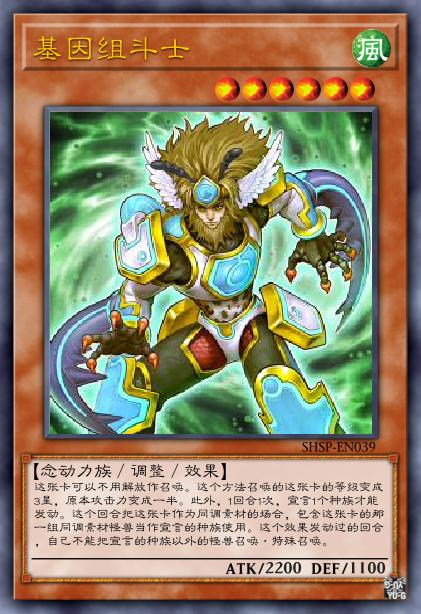 基因组斗士
風
SHSP-EN039
【念动力族／调整／效果】
这张卡可以不用解放作召唤。这个方法召唤的这张卡的等级变成
3星，原本攻击力变成一半。此外，1回合1次，宣言1个种族才能
发动。这个回合把这张卡作为同调素材的场合，包含这张卡的那
一组同调素材怪兽当作宣言的种族使用。这个效果发动过的回合
，自己不能把宣言的种族以外的怪兽召唤·特殊召唤。
ATK/2200 DEF/1100